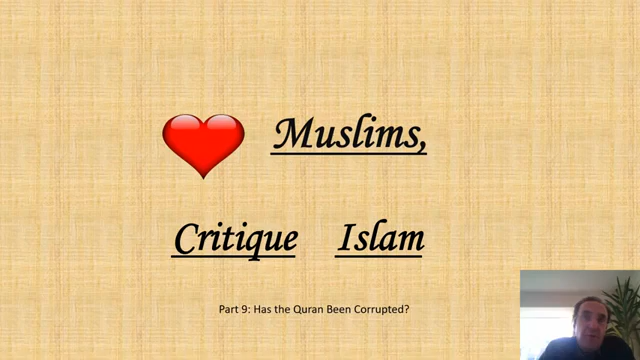 Muslims,
Critique Islam
Part 9: Has the Quran Been Corrupted?